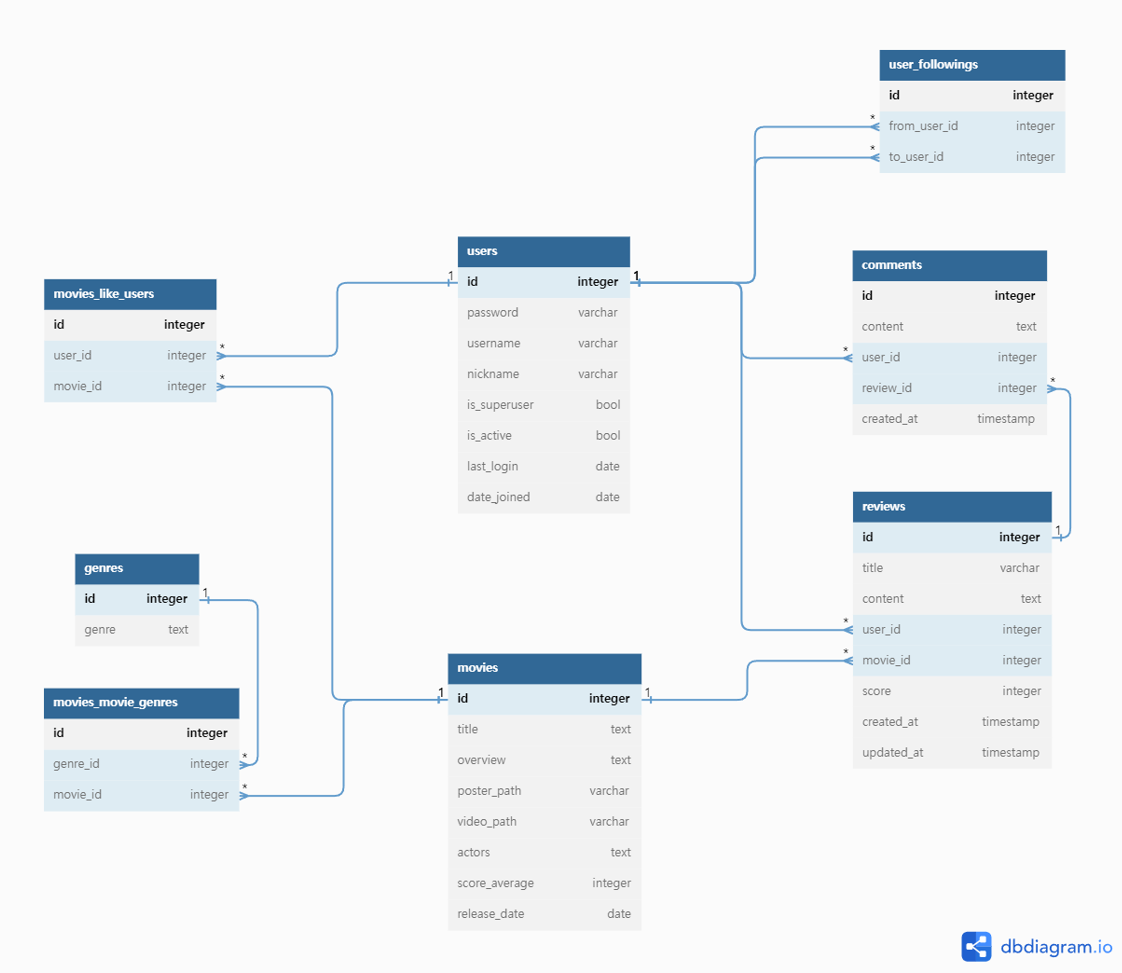 user_followings
id integer
* from_user_id integer
* to_user_id integer
users
1 id integer 1
password varchar
username varchar
nickname varchar
is_superuser bool
is_active bool
last_login date
date_joined date
comments
id integer
content text
* user_id integer
review_id integer *
created_at timestamp
movies_like_users
id integer
user_id integer *
movie_id integer *
reviews
id integer 1
title varchar
content text
* user_id integer
* movie_id integer
score integer
created_at timestamp
updated_at timestamp
genres
id integer 1
genre text
movies_movie_genres
id integer
genre_id integer *
movie_id integer *
movies
1 id integer 1
title text
overview text
poster_path varchar
video_path varchar
actors text
score_average integer
release_date date
dbdiagram.io